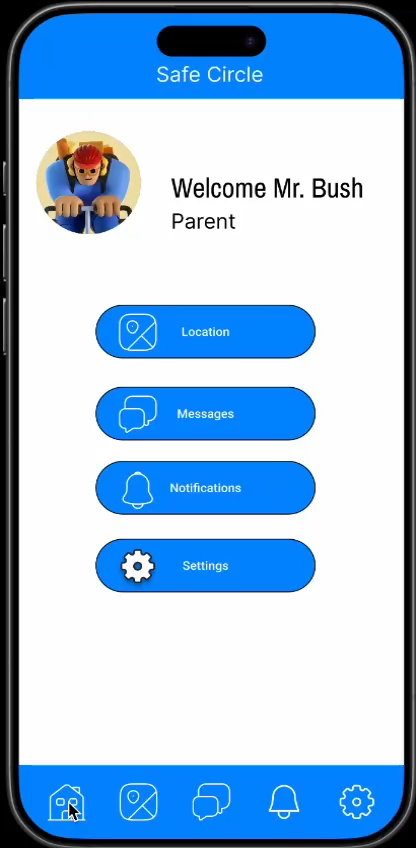 Safe Circle
Welcome Mr. Bush
Parent
Location
Messages
Notifications
Settings